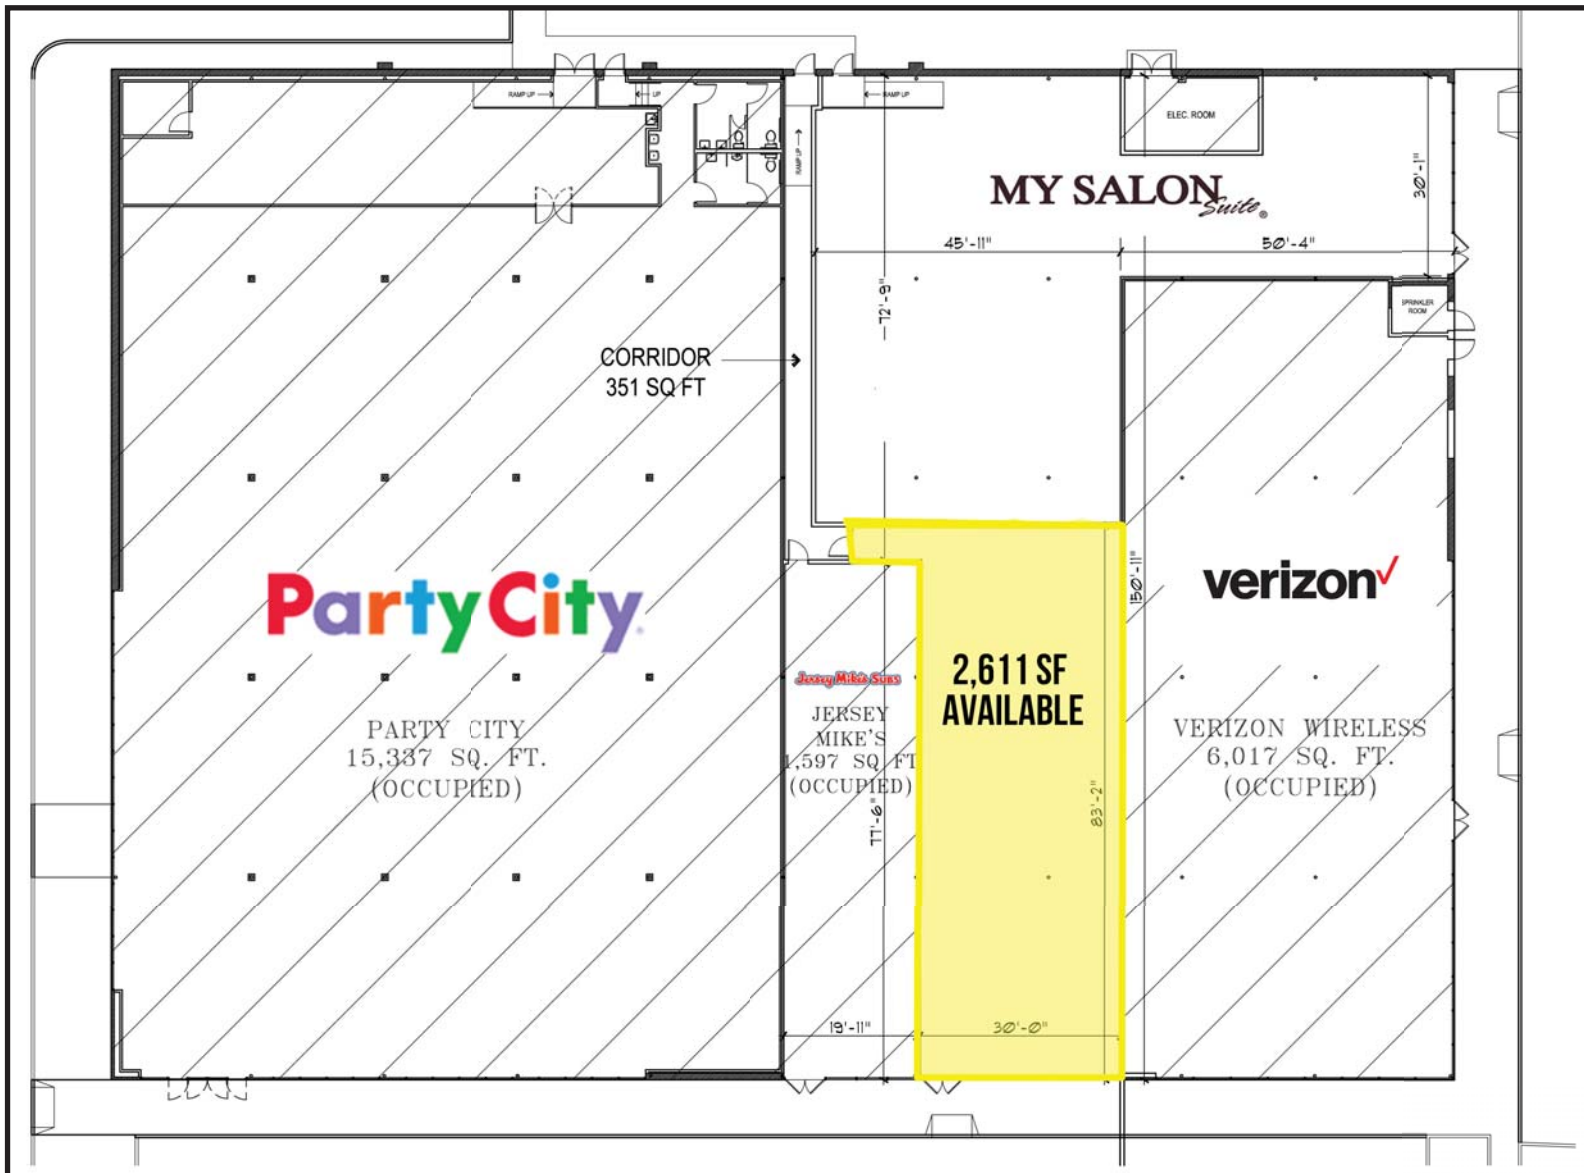 RAMP UP
UP
RAMP UP
ELEC. ROOM
RAMP UP
MY SALON
Suite®
30'-1"
45'-11"
50'-4"
72'-9"
SPRINKLER
ROOM
CORRIDOR
351 SQ FT
150'-11"
Party City
verizon
Jersey Mike's Subs
2,611 SF
AVAILABLE
PARTY CITY
15,337 SQ. FT.
(OCCUPIED)
JERSEY
MIKE'S
1,597 SQ FT
(OCCUPIED)
VERIZON WIRELESS
6,017 SQ. FT.
(OCCUPIED)
77'-6"
83'-2"
19'-11"
30'-0"